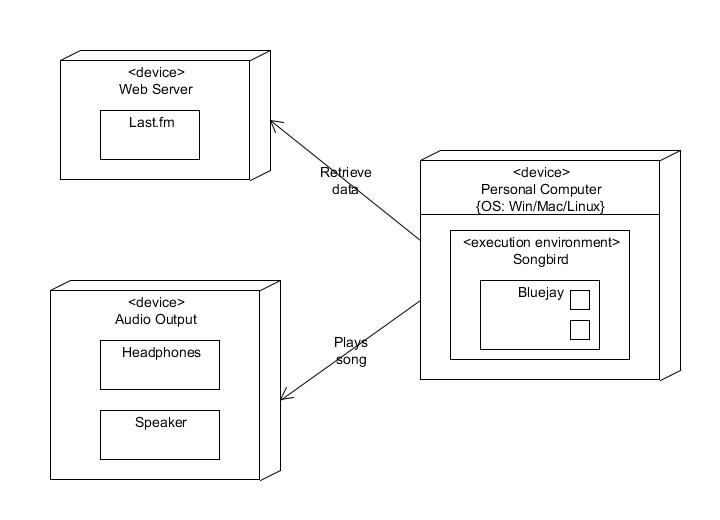 <device>
Web Server
Last.fm
Retrieve
data
<device>
Personal Computer
{OS: Win/Mac/Linux}
<execution environment>
Songbird
Bluejay
<device>
Audio Output
Headphones
Speaker
Plays
song